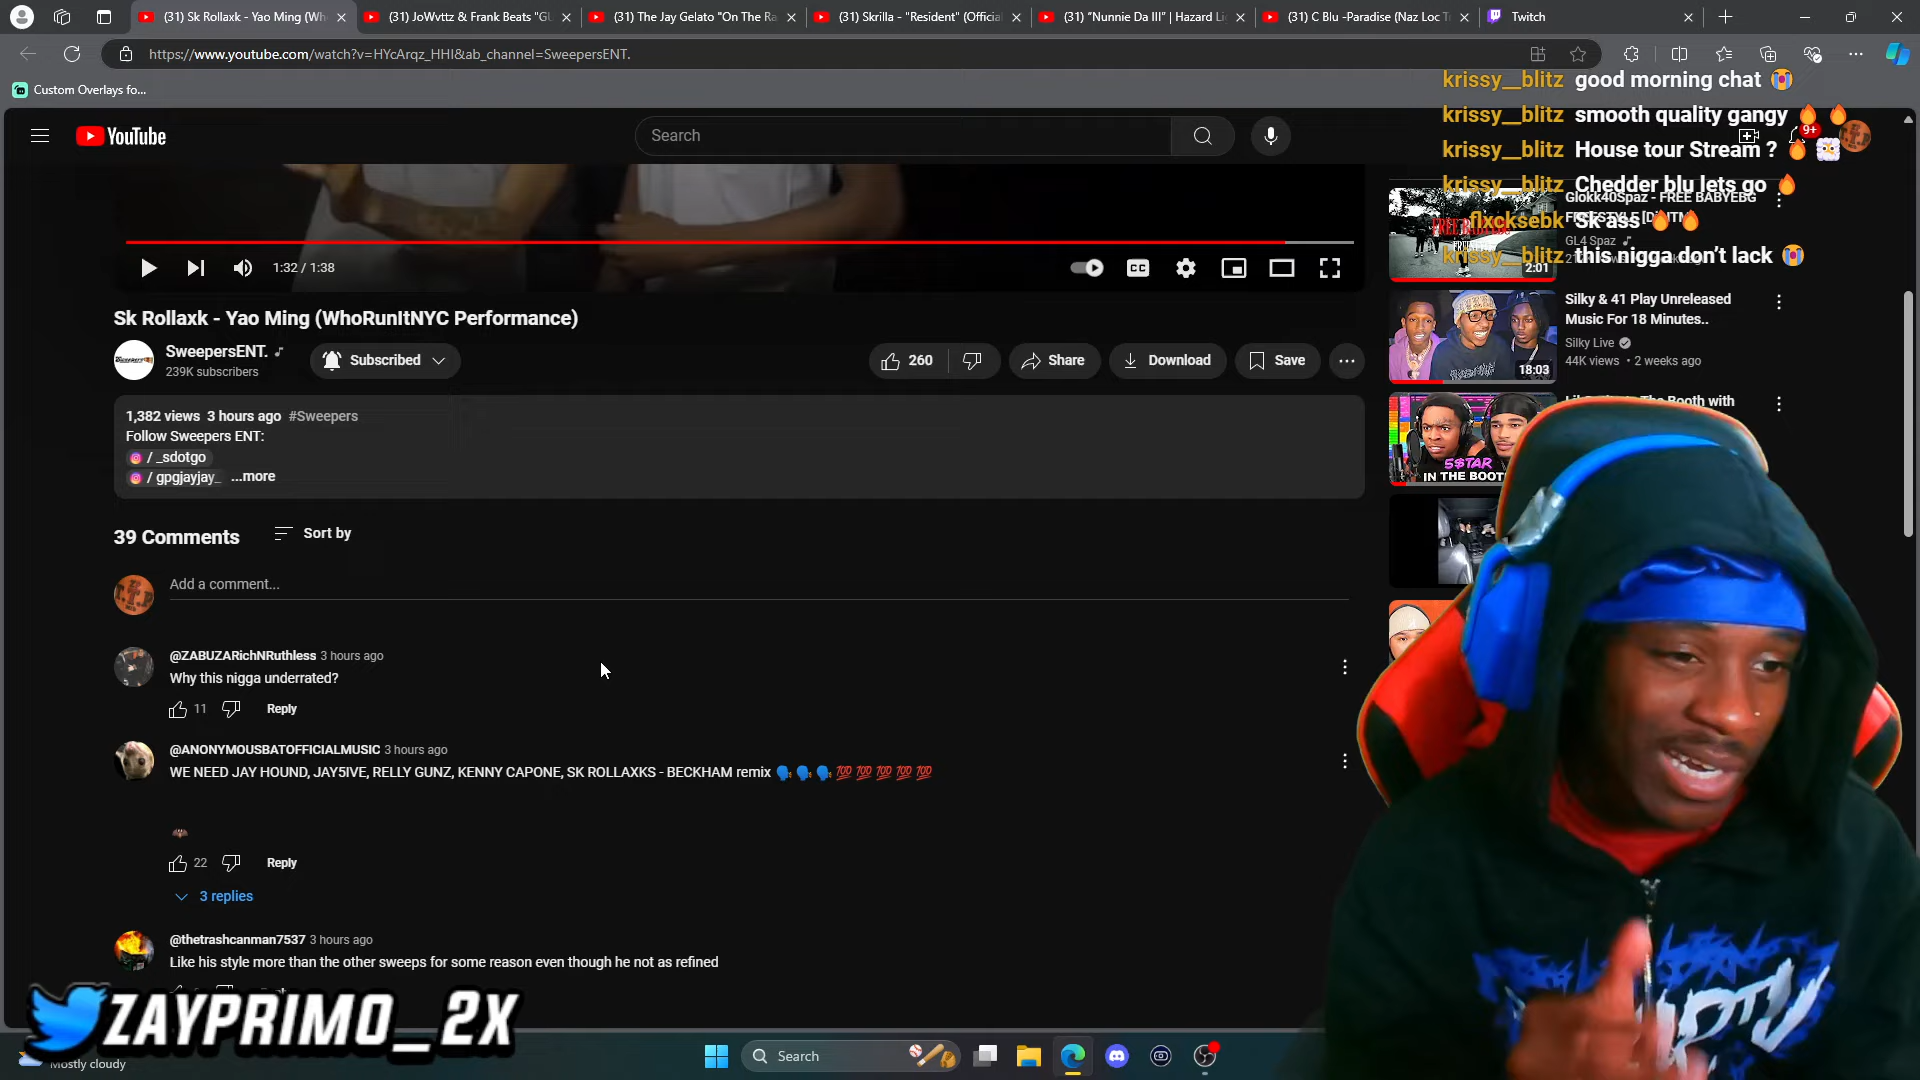 (31) Sk Rollaxk - Yao Ming (Wh
(31) JoWvttz & Frank Beats "GL
(31) The Jay Gelato "On The Ra
(31) Skrilla - "Resident" (Officia
(31) "Nunnie Da Ill" | Hazard Li
(31) C Blu -Paradise (Naz Loc T
Twitch
https://www.youtube.com/watch?v=HYcArqz_HHI&ab_channel=SweepersENT.
Custom Overlays fo...
krissy__blitz good morning chat
krissy__blitz smooth quality gangy
krissy__blitz House tour Stream ?
krissy__blitz Chedder blu lets go
flxcksebk Sk ass
krissy__blitz this nigga don't lack
YouTube
Search
9+
Glokk40Spaz - FREE BABYEBG
GL4 Spaz
2:01
1:32 / 1:38
CC
Sk Rollaxk - Yao Ming (WhoRunItNYC Performance)
SweepersENT.
239K subscribers
Subscribed
260
Share
Download
Save
Silky & 41 Play Unreleased
Music For 18 Minutes..
Silky Live
44K views • 2 weeks ago
18:03
1,382 views 3 hours ago #Sweepers
Follow Sweepers ENT:
/ _sdotgo
/ gpgjayjay_ ...more
5$TAR
IN THE BOOT
39 Comments
Sort by
Add a comment...
@ZABUZARichNRuthless 3 hours ago
Why this nigga underrated?
11
Reply
@ANONYMOUSBATOFFICIALMUSIC 3 hours ago
WE NEED JAY HOUND, JAY5IVE, RELLY GUNZ, KENNY CAPONE, SK ROLLAXKS - BECKHAM remix
22
Reply
3 replies
@thetrashcanman7537 3 hours ago
Like his style more than the other sweeps for some reason even though he not as refined
ZAYPRIMO_2X
Mostly cloudy
Search